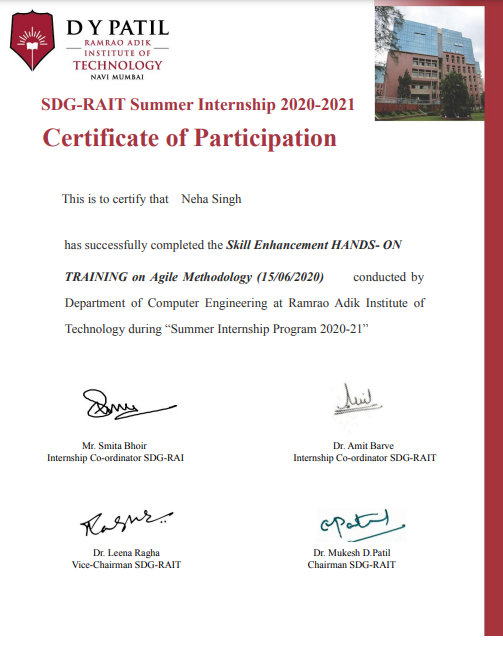 D Y PATIL
RAMRAO ADIK
INSTITUTE OF
TECHNOLOGY
NAVI MUMBAI
SDG-RAIT Summer Internship 2020-2021
Certificate of Participation
This is to certify that Neha Singh
has successfully completed the Skill Enhancement HANDS- ON
TRAINING on Agile Methodology (15/06/2020) conducted by
Department of Computer Engineering at Ramrao Adik Institute of
Technology during “Summer Internship Program 2020-21”
Mr. Smita Bhoir
Internship Co-ordinator SDG-RAI
Dr. Amit Barve
Internship Co-ordinator SDG-RAIT
Dr. Leena Ragha
Vice-Chairman SDG-RAIT
Dr. Mukesh D.Patil
Chairman SDG-RAIT